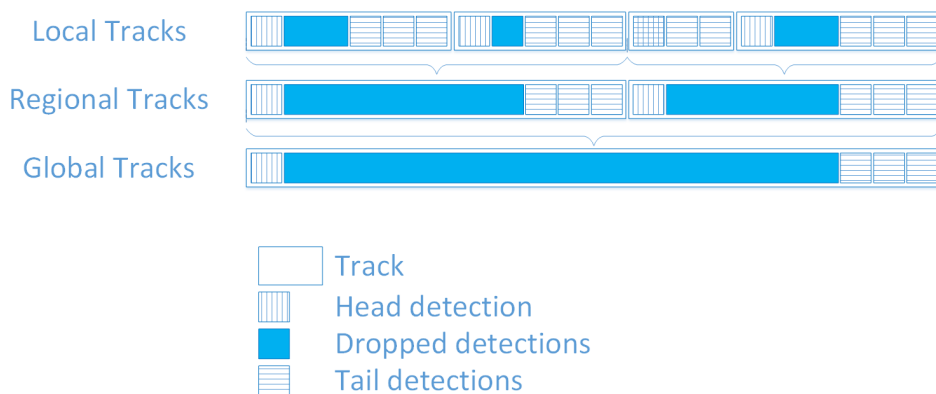 Local Tracks
Regional Tracks
Global Tracks
Track
Head detection
Dropped detections
Tail detections